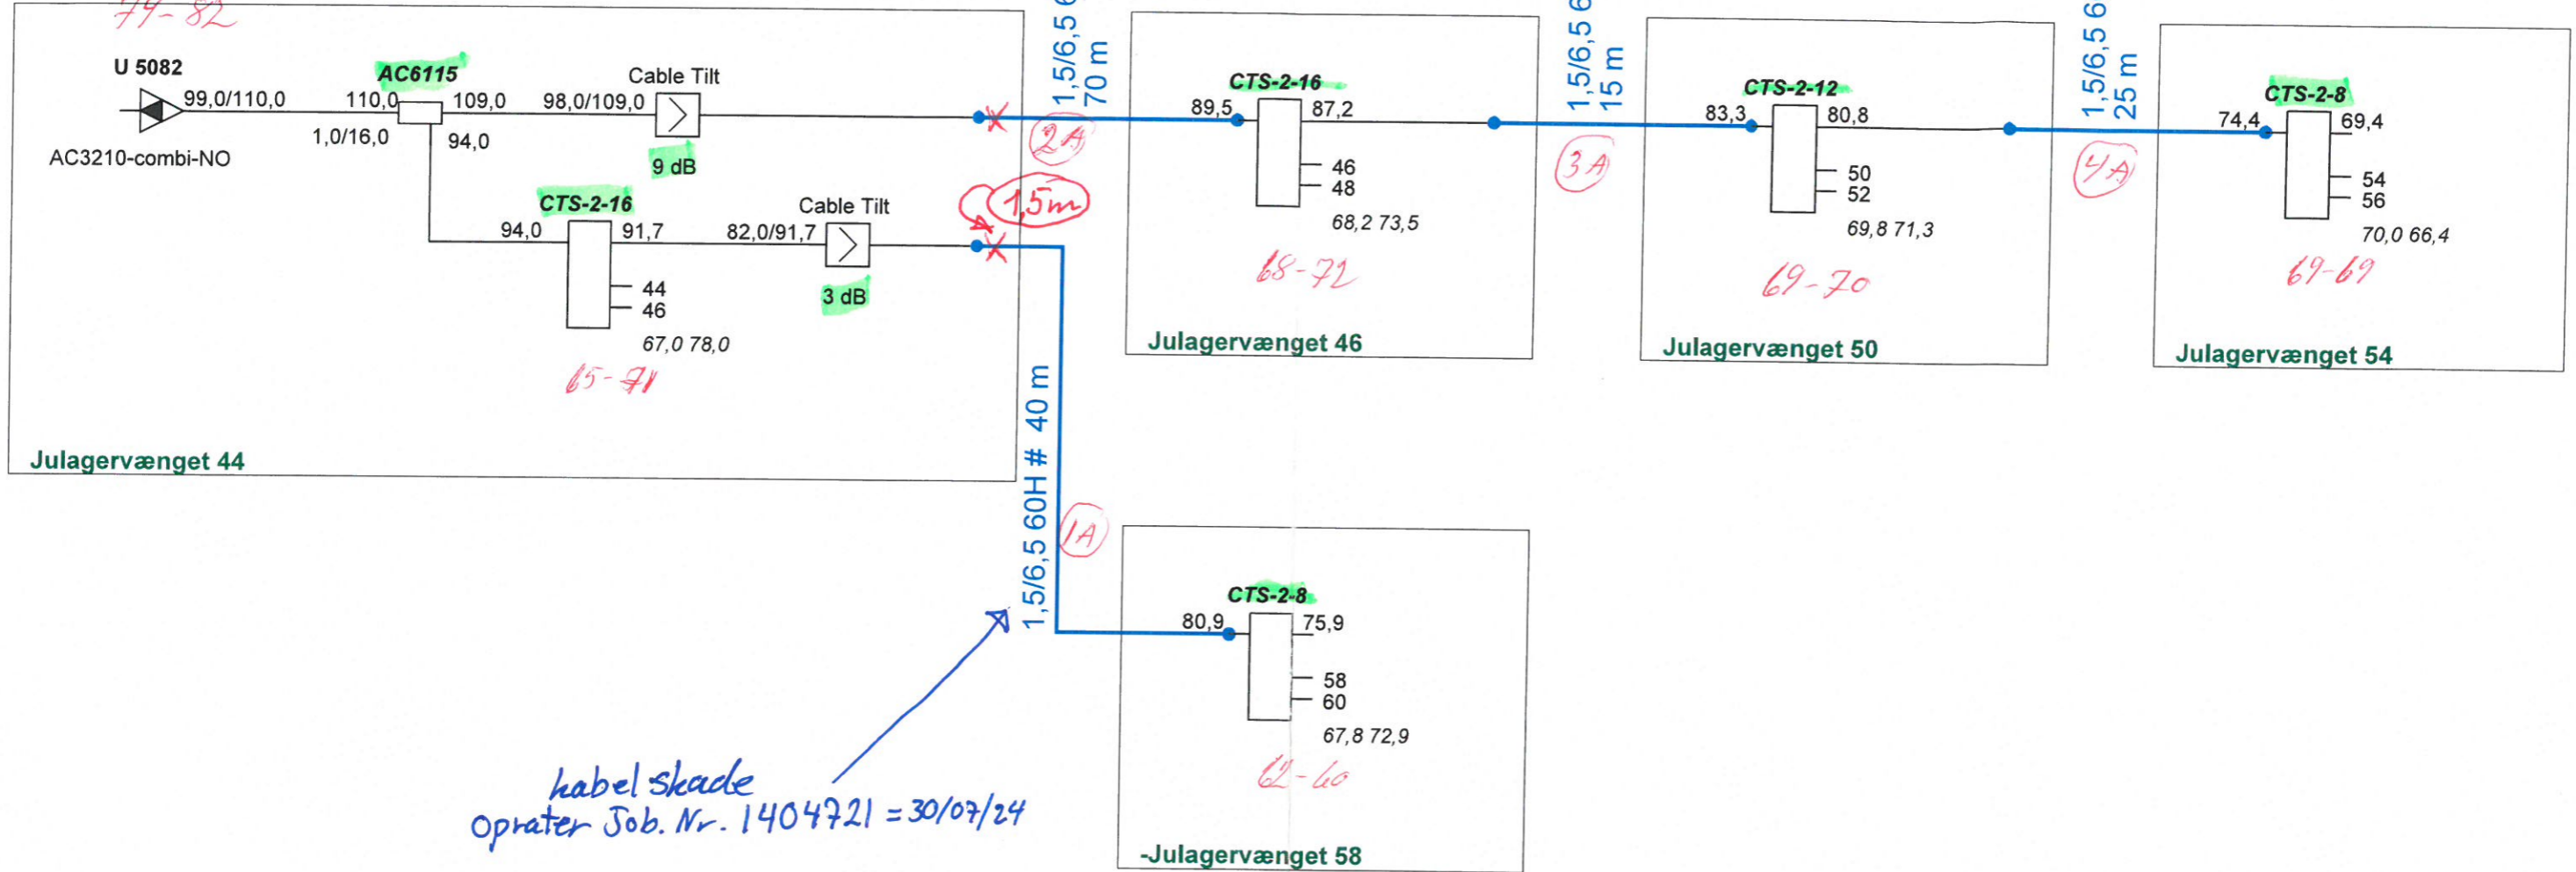 74-82
U 5082
AC6115
Cable Tilt
99,0/110,0
110,0
109,0
98,0/109,0
1,0/16,0
94,0
AC3210-combi-NO
9 dB
CTS-2-16
Cable Tilt
94,0
91,7
82,0/91,7
44
46
3 dB
67,0 78,0
65-71
Julagervænget 44
1,5/6,5 6
70 m
2A
1,5m
CTS-2-16
89,5
87,2
46
48
68,2 73,5
68-72
Julagervænget 46
1,5/6,5 6
15 m
3A
CTS-2-12
83,3
80,8
50
52
69,8 71,3
69-70
Julagervænget 50
1,5/6,5 6
25 m
4A
CTS-2-8
74,4
69,4
54
56
70,0 66,4
69-69
Julagervænget 54
1,5/6,5 60H # 40 m
1A
CTS-2-8
80,9
75,9
58
60
67,8 72,9
62-60
-Julagervænget 58
kabel skade
oprater Job. Nr. 1404721 = 30/07/24